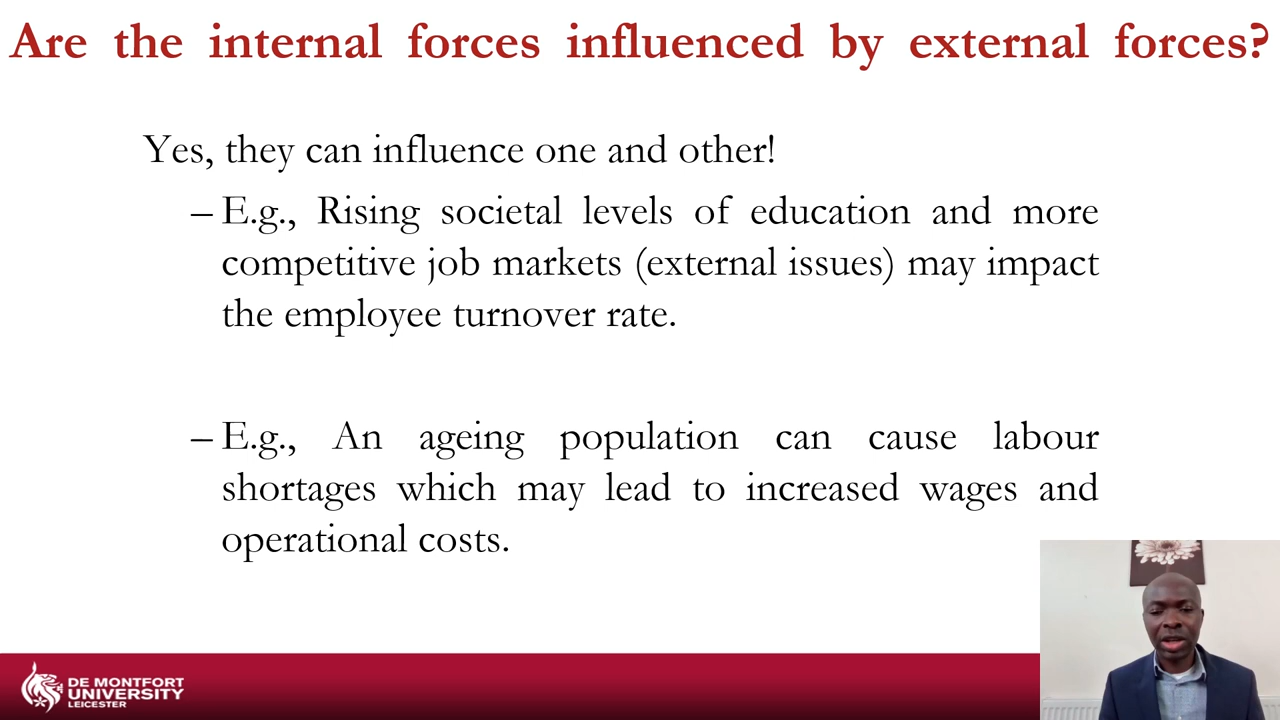 Are the internal forces influenced by external forces?
Yes, they can influence one and other!
– E.g., Rising societal levels of education and more
competitive job markets (external issues) may impact
the employee turnover rate.
– E.g., An ageing population can cause labour
shortages which may lead to increased wages and
operational costs.
DE MONTFORT
UNIVERSITY
LEICESTER